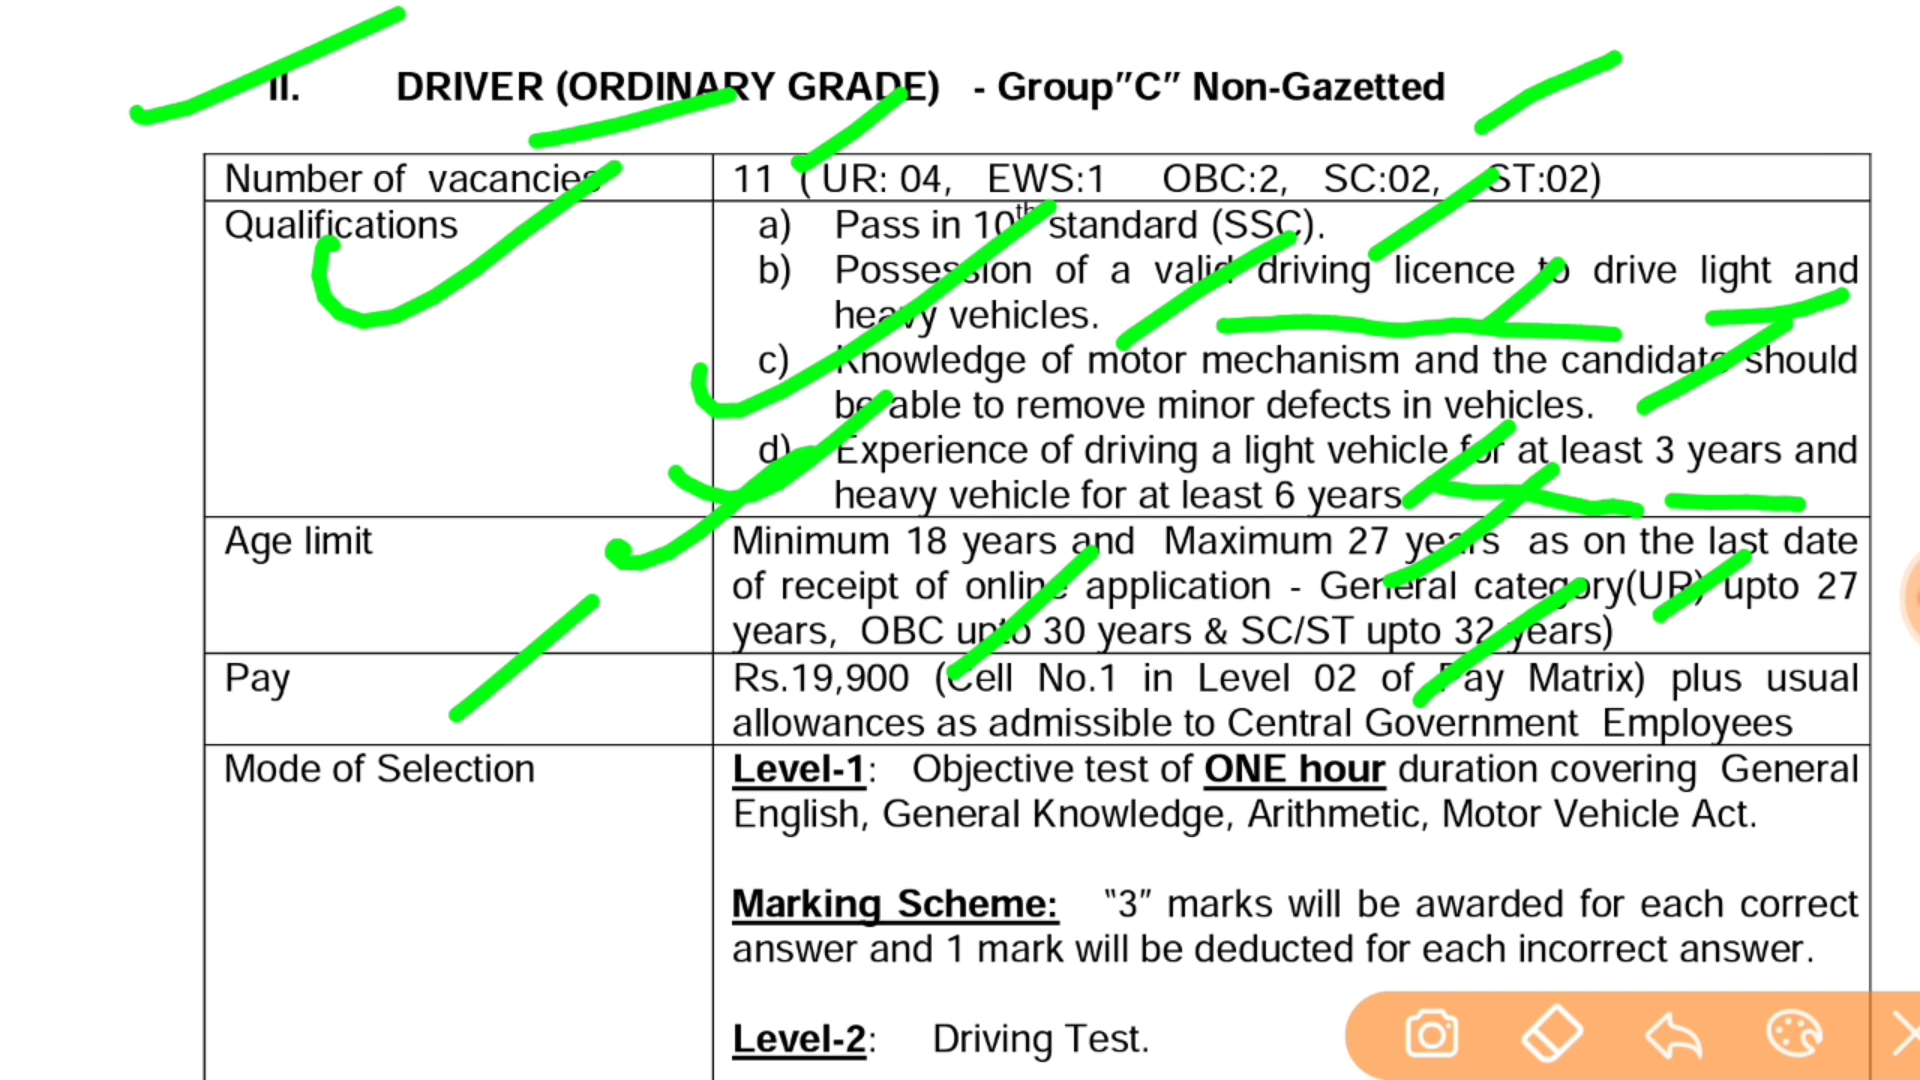 II. DRIVER (ORDINARY GRADE) - Group"C" Non-Gazetted
Number of vacancies 11 ( UR: 04, EWS:1 OBC:2, SC:02, ST:02)
Qualifications a) Pass in 10th standard (SSC).
b) Possession of a valid driving licence to drive light and
heavy vehicles.
c) Knowledge of motor mechanism and the candidate should
be able to remove minor defects in vehicles.
d) Experience of driving a light vehicle for at least 3 years and
heavy vehicle for at least 6 years
Age limit Minimum 18 years and Maximum 27 years as on the last date
of receipt of online application - General category(UR) upto 27
years, OBC upto 30 years & SC/ST upto 32 years)
Pay Rs.19,900 (Cell No.1 in Level 02 of Pay Matrix) plus usual
allowances as admissible to Central Government Employees
Mode of Selection Level-1: Objective test of ONE hour duration covering General
English, General Knowledge, Arithmetic, Motor Vehicle Act.
Marking Scheme: "3" marks will be awarded for each correct
answer and 1 mark will be deducted for each incorrect answer.
Level-2: Driving Test.